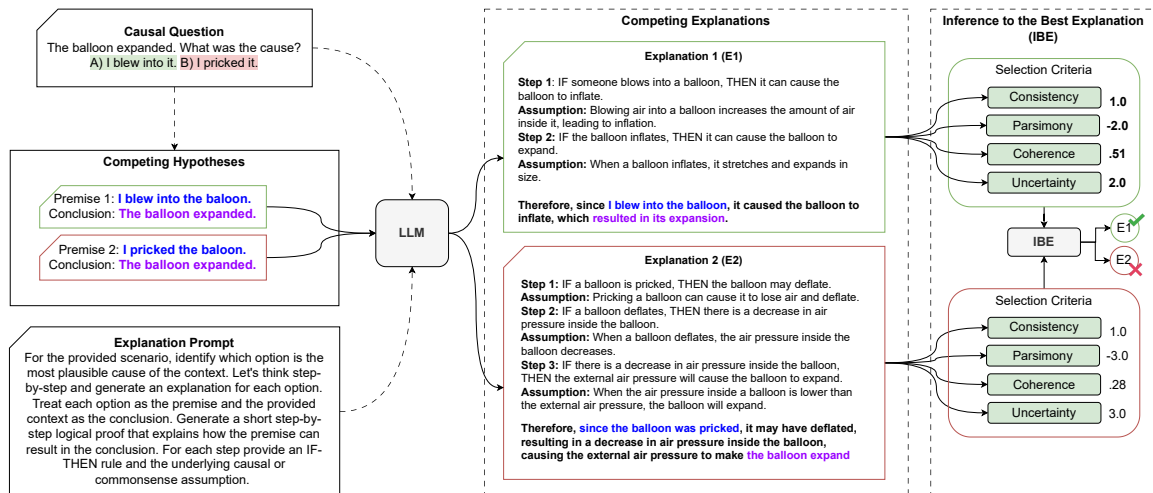 Causal Question
The balloon expanded. What was the cause?
A) I blew into it. B) I pricked it.
Competing Hypotheses
Premise 1: I blew into the baloon.
Conclusion: The balloon expanded.
Premise 2: I pricked the baloon.
Conclusion: The balloon expanded.
Explanation Prompt
For the provided scenario, identify which option is the
most plausible cause of the context. Let's think step-
by-step and generate an explanation for each option.
Treat each option as the premise and the provided
context as the conclusion. Generate a short step-by-
step logical proof that explains how the premise can
result in the conclusion. For each step provide an IF-
THEN rule and the underlying causal or
commonsense assumption.
LLM
Competing Explanations
Explanation 1 (E1)
Step 1: IF someone blows into a balloon, THEN it can cause the
balloon to inflate.
Assumption: Blowing air into a balloon increases the amount of air
inside it, leading to inflation.
Step 2: IF the balloon inflates, THEN it can cause the balloon to
expand.
Assumption: When a balloon inflates, it stretches and expands in
size.
Therefore, since I blew into the balloon, it caused the balloon to
inflate, which resulted in its expansion.
Explanation 2 (E2)
Step 1: IF a balloon is pricked, THEN the balloon may deflate.
Assumption: Pricking a balloon can cause it to lose air and deflate.
Step 2: IF a balloon deflates, THEN there is a decrease in air
pressure inside the balloon.
Assumption: When a balloon deflates, the air pressure inside the
balloon decreases.
Step 3: IF there is a decrease in air pressure inside the balloon,
THEN the external air pressure will cause the balloon to expand.
Assumption: When the air pressure inside a balloon is lower than
the external air pressure, the balloon will expand.
Therefore, since the balloon was pricked, it may have deflated,
resulting in a decrease in air pressure inside the balloon,
causing the external air pressure to make the balloon expand
Inference to the Best Explanation
(IBE)
Selection Criteria
Consistency 1.0
Parsimony -2.0
Coherence .51
Uncertainty 2.0
IBE
E1
E2
Selection Criteria
Consistency 1.0
Parsimony -3.0
Coherence .28
Uncertainty 3.0